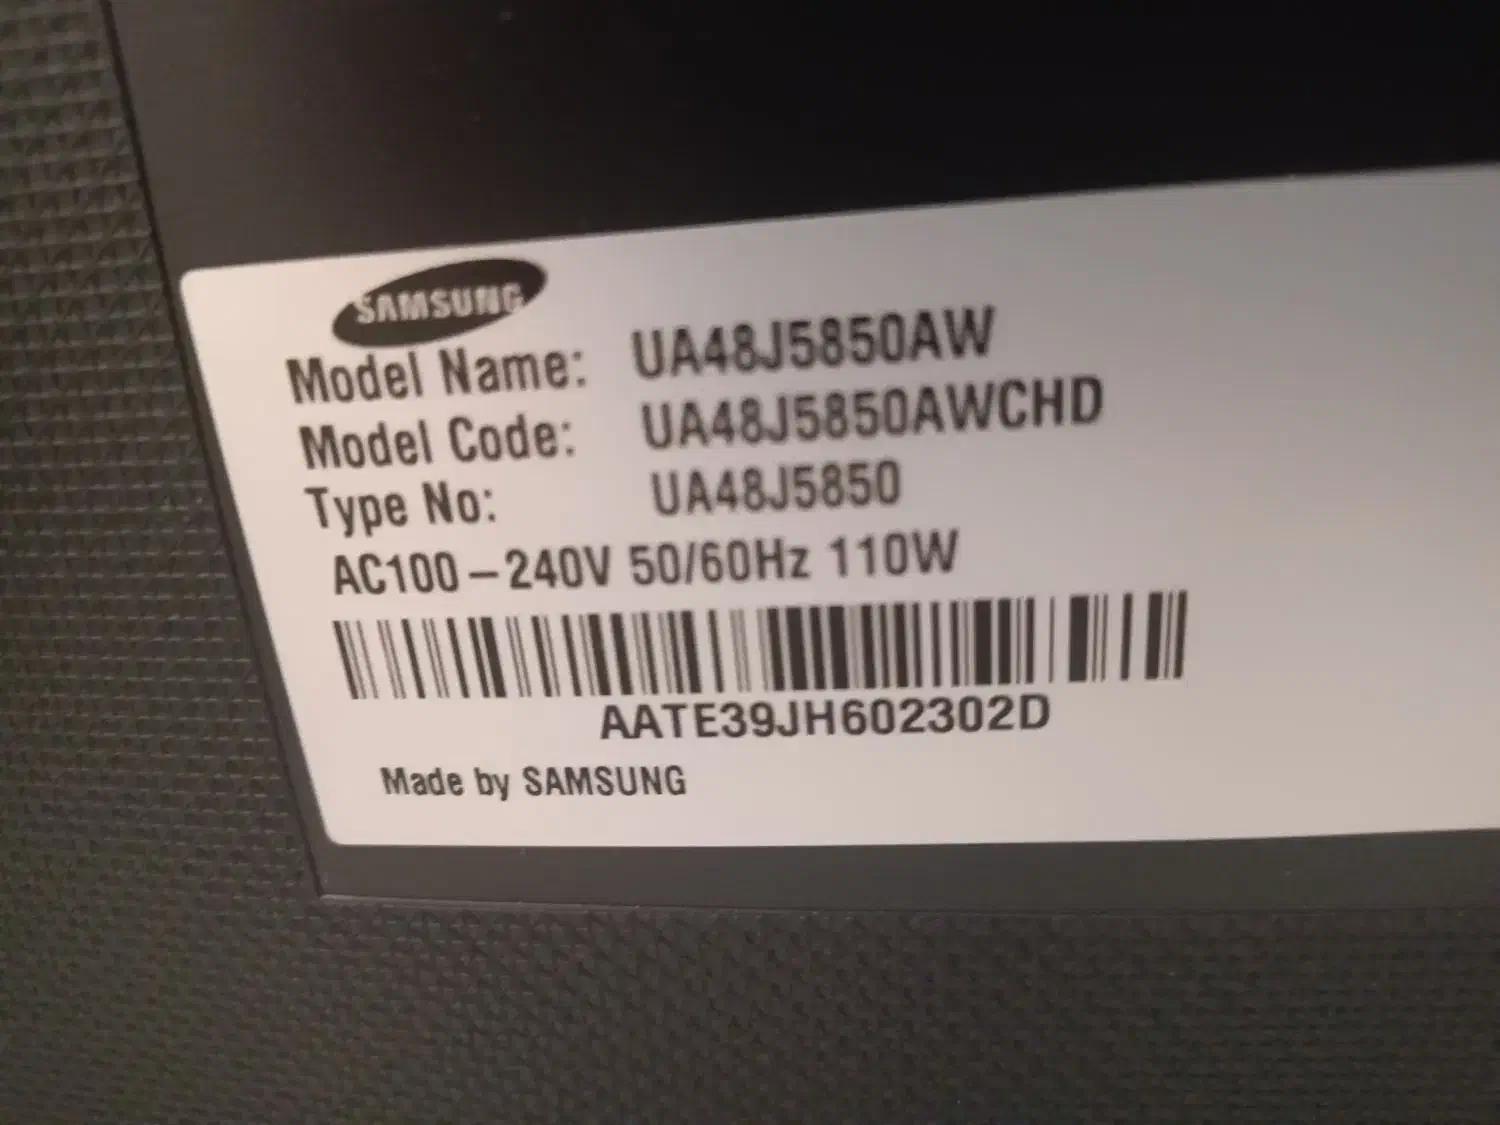 SAMSUNG
Model Name: UA48J5850AW
Model Code: UA48J5850AWCHD
Type No: UA48J5850
AC100-240V 50/60Hz 110W
AATE39JH602302D
Made by SAMSUNG